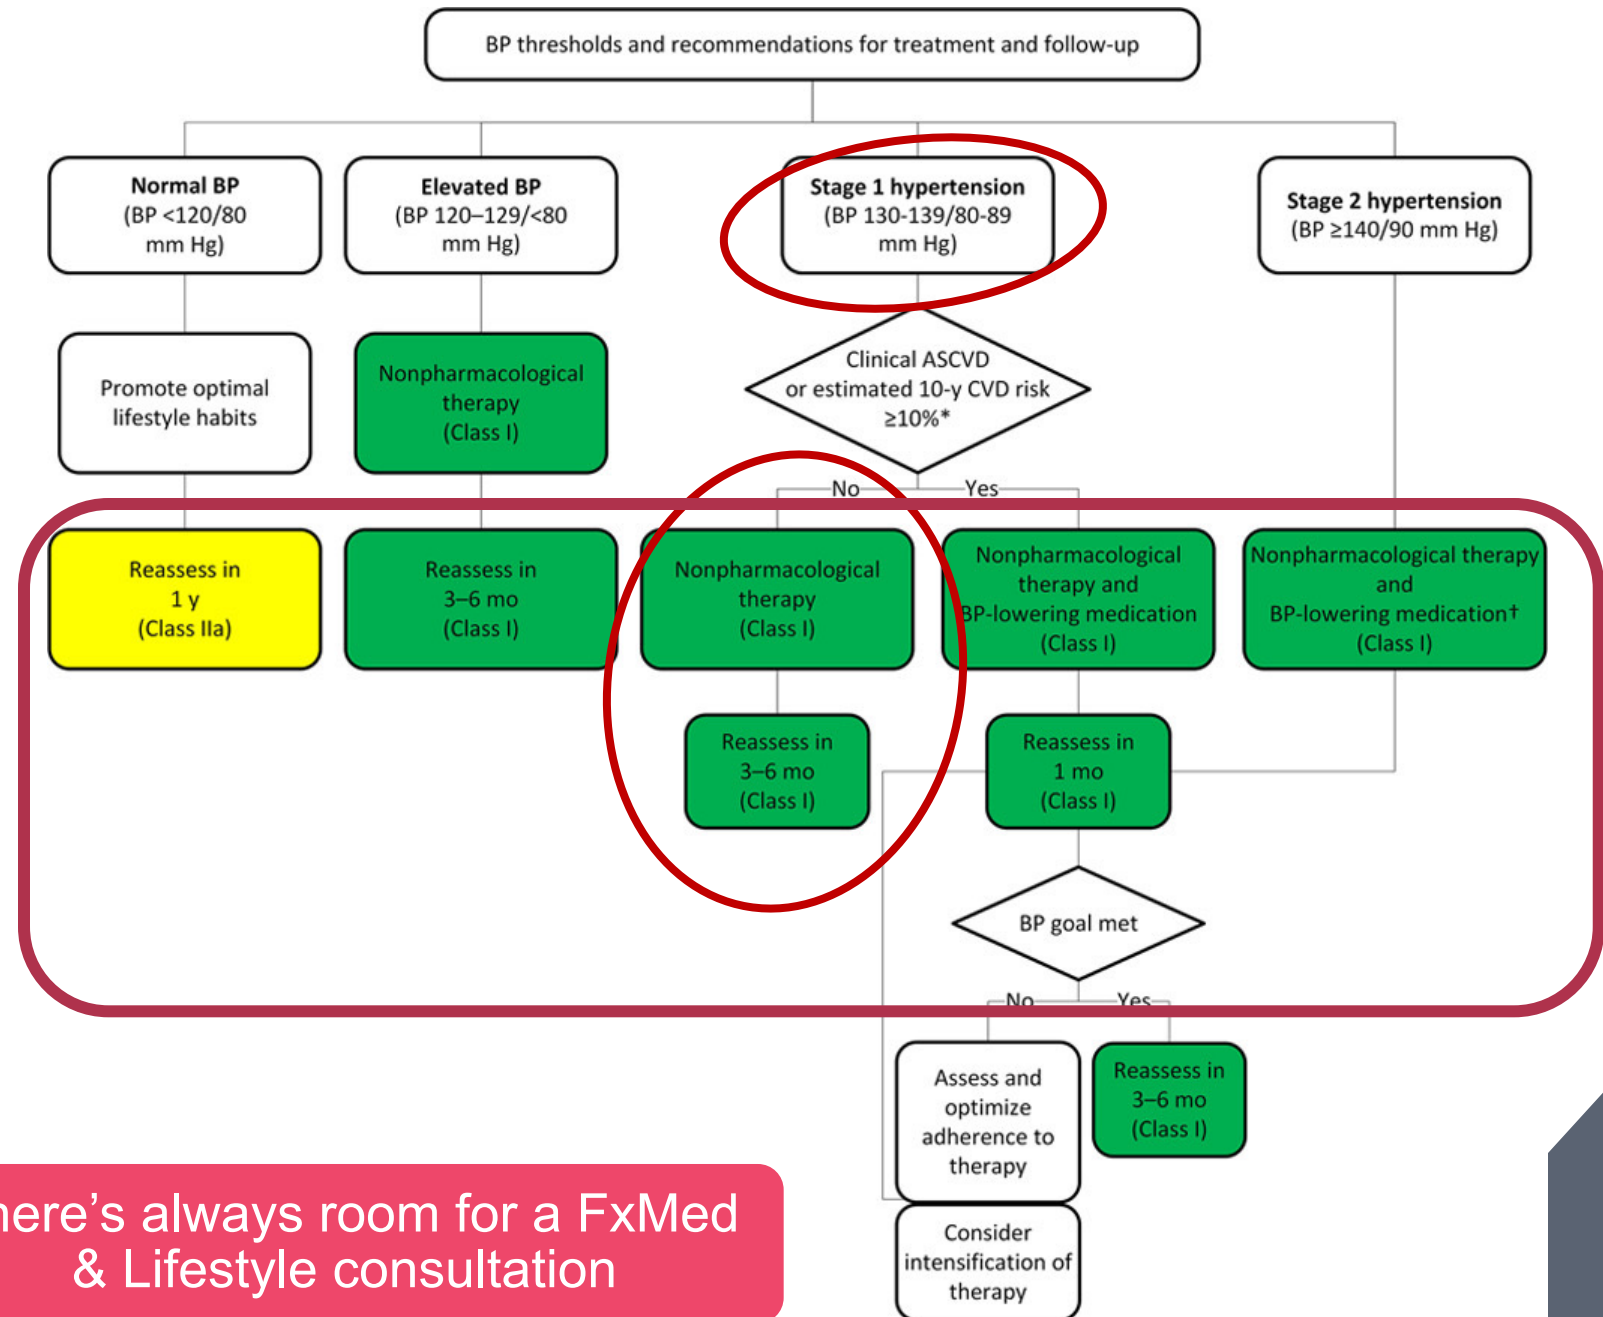 BP thresholds and recommendations for treatment and follow-up
Normal BP
(BP <120/80
mm Hg)
Elevated BP
(BP 120–129/<80
mm Hg)
Stage 1 hypertension
(BP 130-139/80-89
mm Hg)
Stage 2 hypertension
(BP ≥140/90 mm Hg)
Promote optimal
lifestyle habits
Nonpharmacological
therapy
(Class I)
Clinical ASCVD
or estimated 10-y CVD risk
≥10%*
No
Yes
Reassess in
1 y
(Class IIa)
Reassess in
3–6 mo
(Class I)
Nonpharmacological
therapy
(Class I)
Nonpharmacological
therapy and
BP-lowering medication
(Class I)
Nonpharmacological therapy
and
BP-lowering medication†
(Class I)
Reassess in
3–6 mo
(Class I)
Reassess in
1 mo
(Class I)
BP goal met
No
Yes
Assess and
optimize
adherence to
therapy
Reassess in
3–6 mo
(Class I)
Consider
intensification of
therapy
here’s always room for a FxMed
& Lifestyle consultation